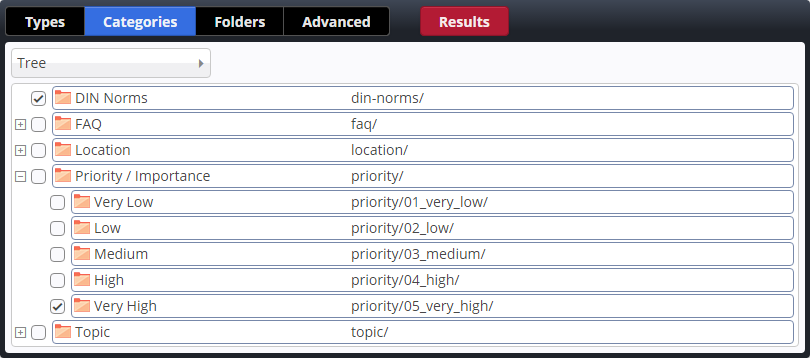 Types Categories Folders Advanced Results
Tree
DIN Norms din-norms/
FAQ faq/
Location location/
Priority / Importance priority/
Very Low priority/01_very_low/
Low priority/02_low/
Medium priority/03_medium/
High priority/04_high/
Very High priority/05_very_high/
Topic topic/